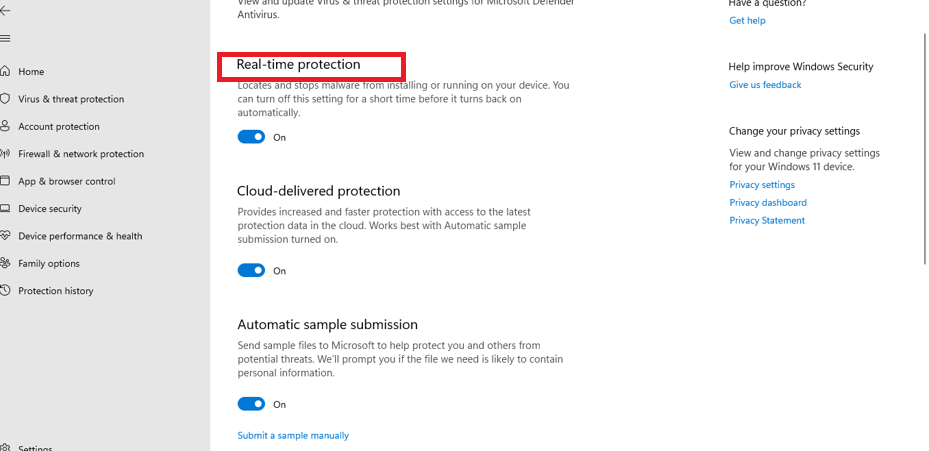 View and update Virus & threat protection settings for Microsoft Defender
Antivirus.
Real-time protection
Locates and stops malware from installing or running on your device. You
can turn off this setting for a short time before it turns back on
automatically.
On
Cloud-delivered protection
Provides increased and faster protection with access to the latest
protection data in the cloud. Works best with Automatic sample
submission turned on.
On
Automatic sample submission
Send sample files to Microsoft to help protect you and others from
potential threats. We'll prompt you if the file we need is likely to contain
personal information.
On
Submit a sample manually
Home
Virus & threat protection
Account protection
Firewall & network protection
App & browser control
Device security
Device performance & health
Family options
Protection history
Settings
Have a question?
Get help
Help improve Windows Security
Give us feedback
Change your privacy settings
View and change privacy settings
for your Windows 11 device.
Privacy settings
Privacy dashboard
Privacy Statement